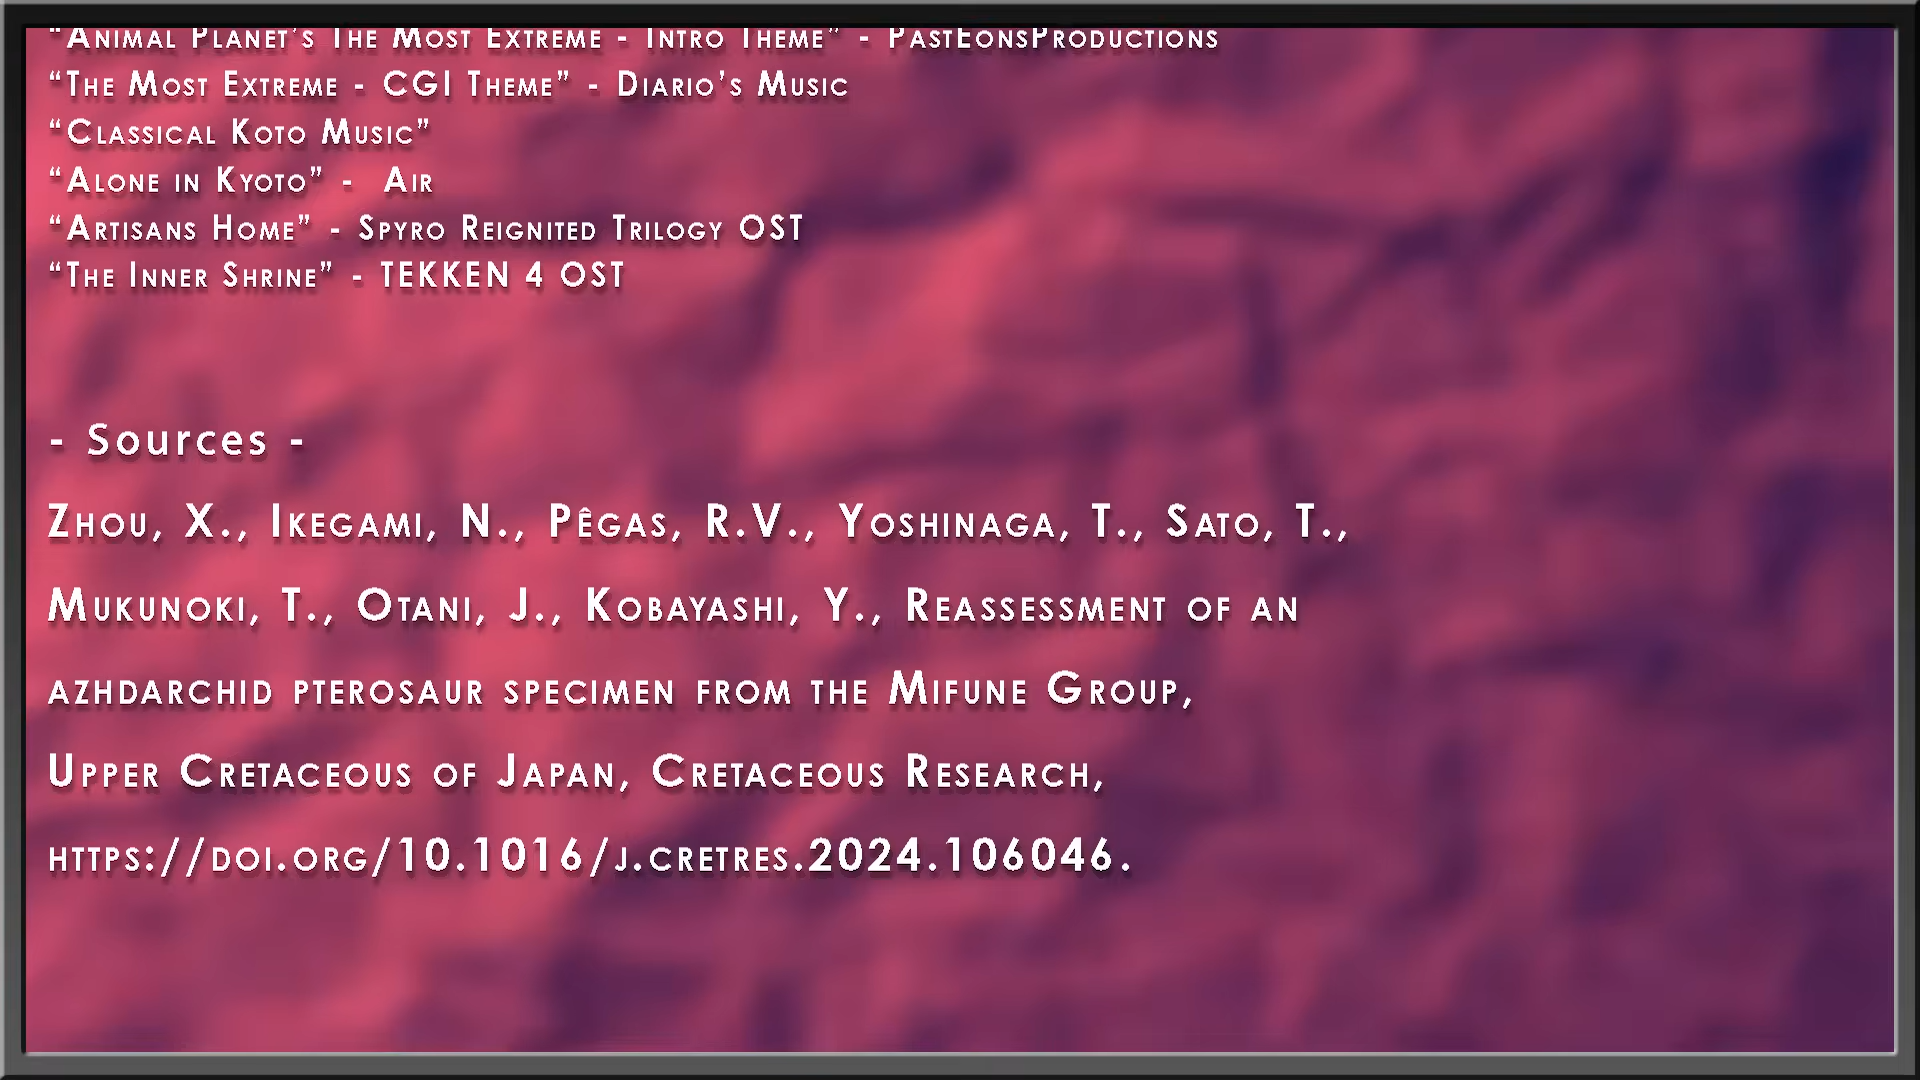 “Animal Planet’s The Most Extreme - Intro Theme” - PastEonsProductions
“The Most Extreme - CGI Theme” - Diario’s Music
“Classical Koto Music”
“Alone in Kyoto” - Air
“Artisans Home” - Spyro Reignited Trilogy OST
“The Inner Shrine” - TEKKEN 4 OST
- Sources -
Zhou, X., Ikegami, N., Pêgas, R.V., Yoshinaga, T., Sato, T.,
Mukunoki, T., Otani, J., Kobayashi, Y., Reassessment of an
azhdarchid pterosaur specimen from the Mifune Group,
Upper Cretaceous of Japan, Cretaceous Research,
https://doi.org/10.1016/j.cretres.2024.106046.